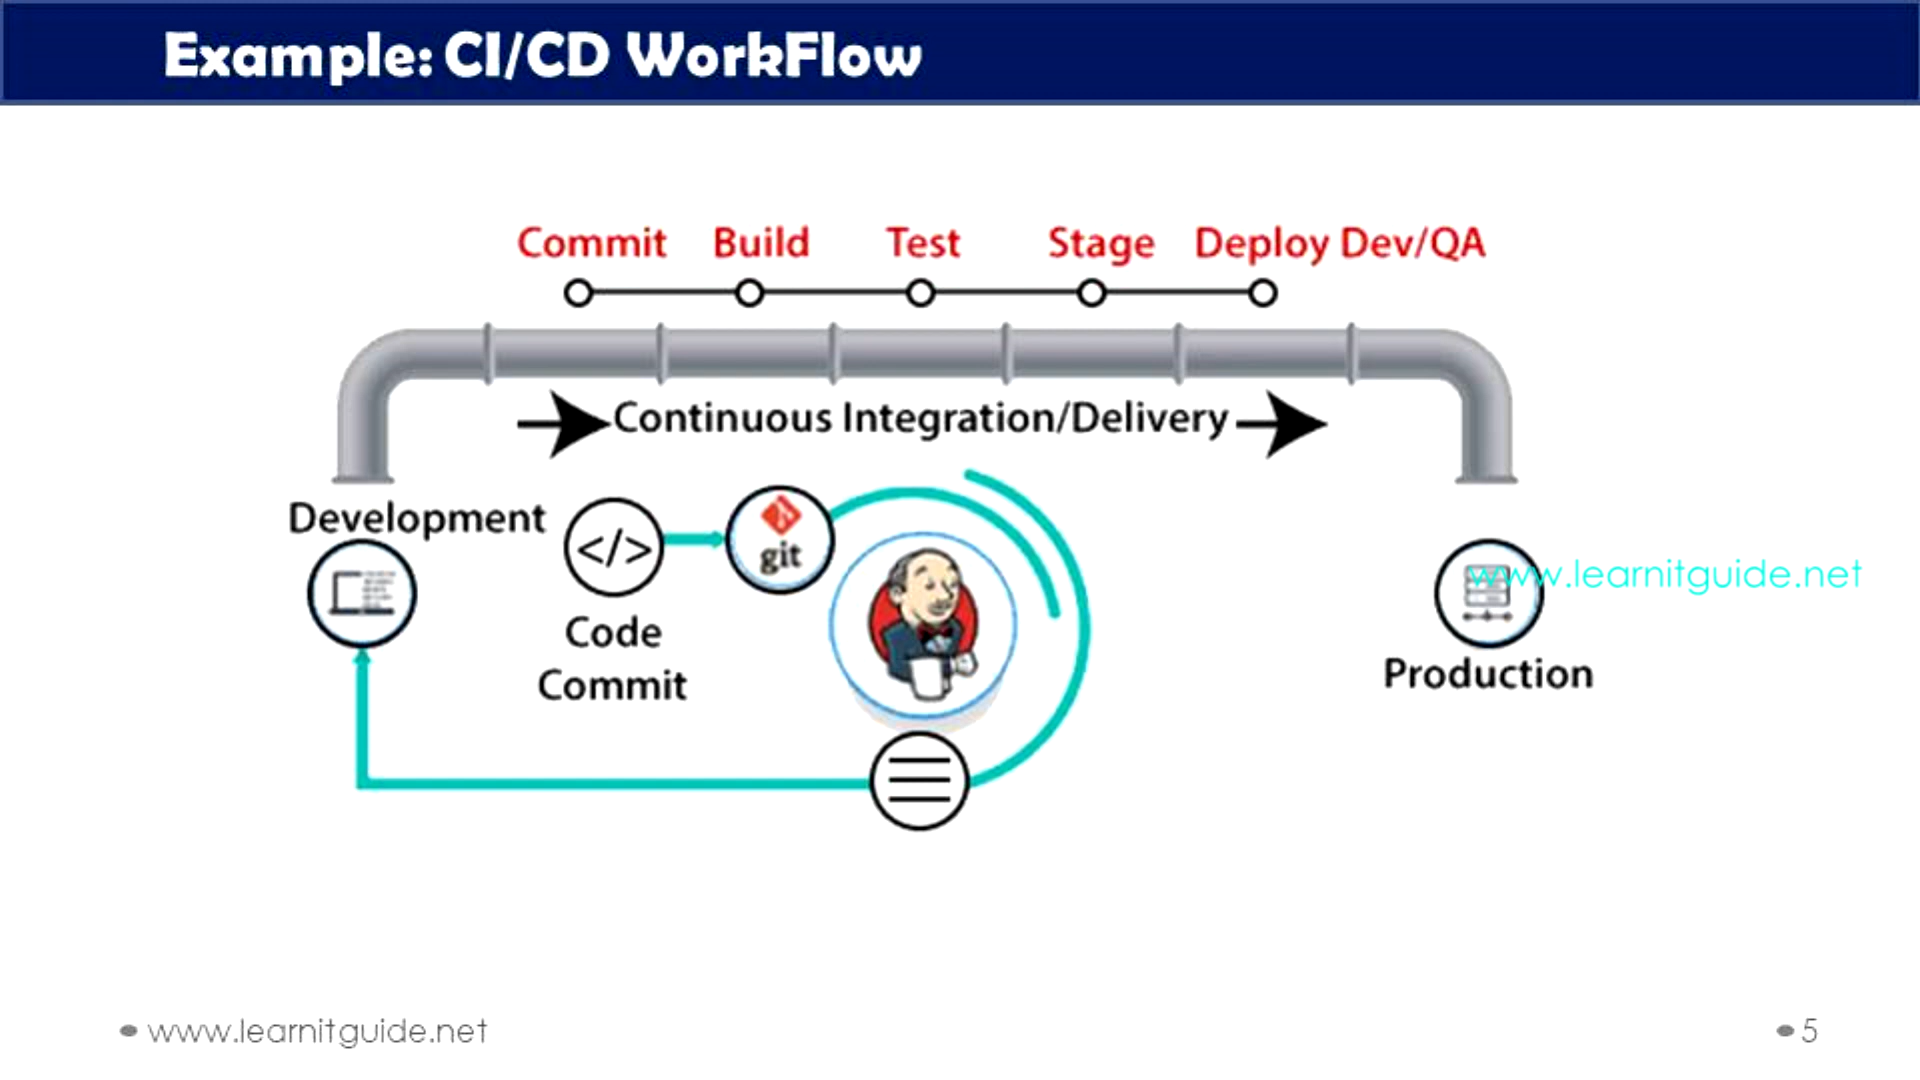 Example: CI/CD WorkFlow
Commit Build Test Stage Deploy Dev/QA
Continuous Integration/Delivery
Development
</>
git
Code
Commit
www.learnitguide.net
Production
www.learnitguide.net
5